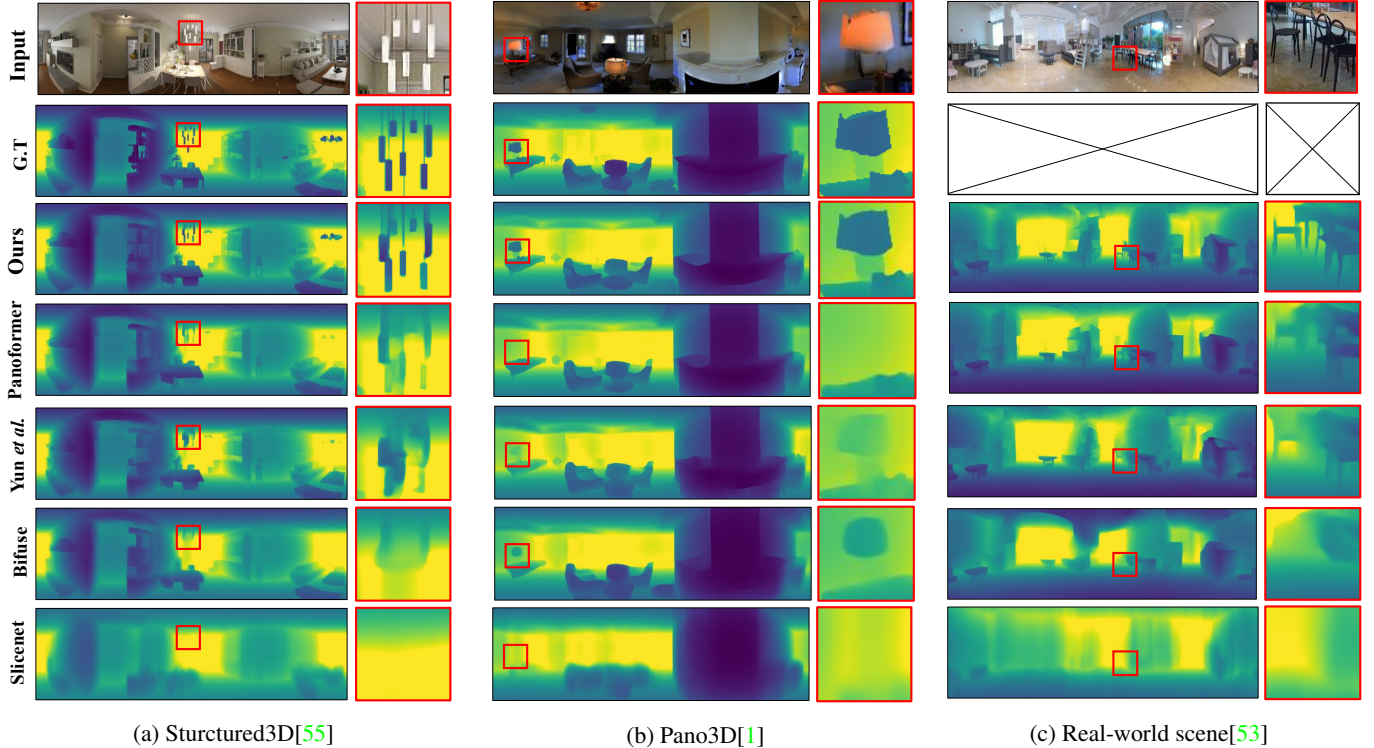 Input
G.T
Ours
Panoformer
Yun et al.
Bifuse
Slicenet
(a) Sturctured3D[55]
(b) Pano3D[1]
(c) Real-world scene[53]